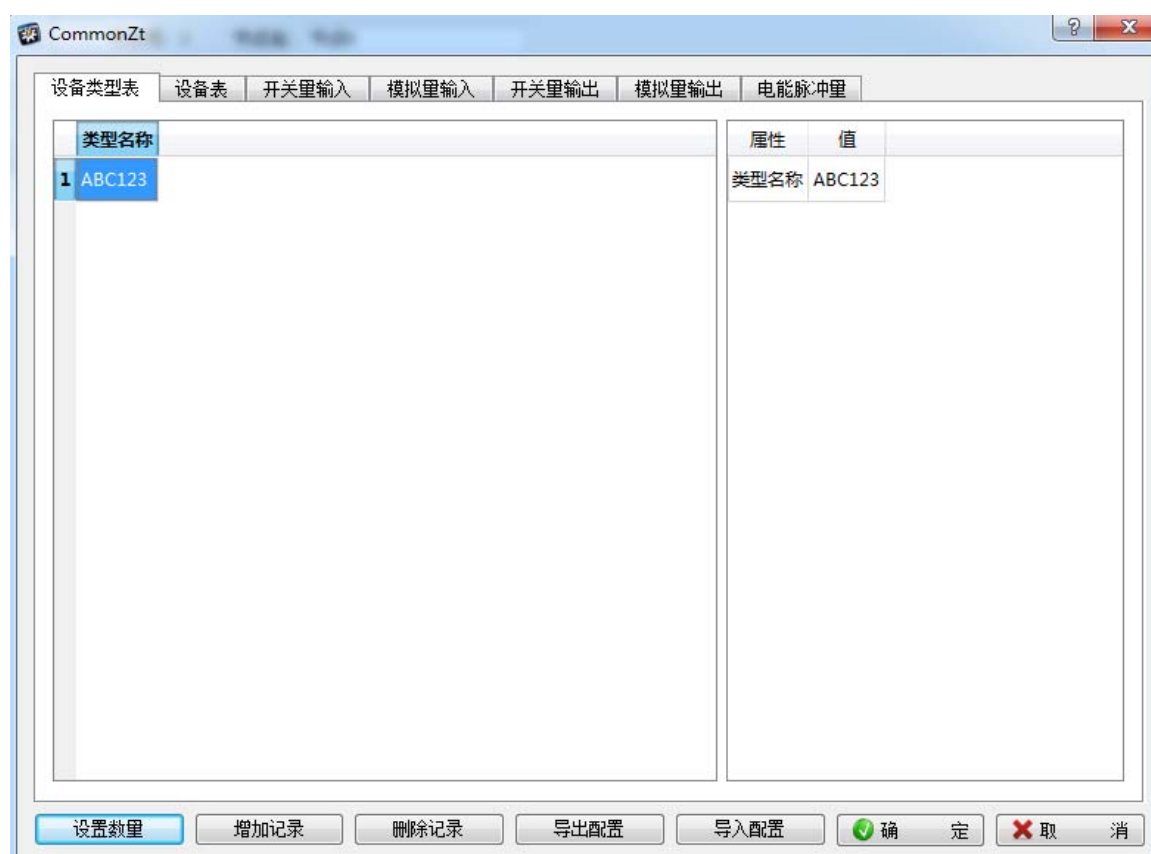 CommonZt
设备类型表 设备表 开关量输入 模拟量输入 开关量输出 模拟量输出 电能脉冲量
类型名称 属性 值
1 ABC123 类型名称 ABC123
设置数量 增加记录 删除记录 导出配置 导入配置 确 定 取 消